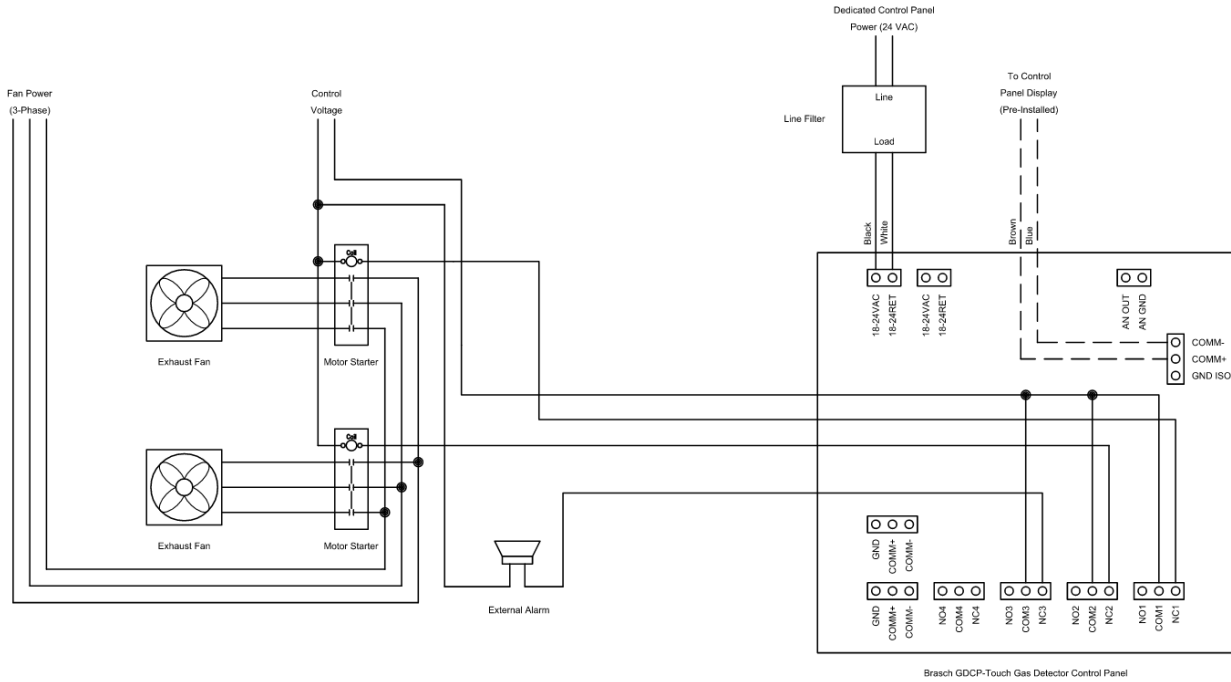 Dedicated Control Panel
Power (24 VAC)
To Control
Panel Display
(Pre-Installed)
Fan Power
(3-Phase)
Control
Voltage
Line
Line Filter
Load
Black
White
Brown
Blue
Coil
Exhaust Fan
Motor Starter
18-24VAC
18-24RET
18-24VAC
18-24RET
AN OUT
AN GND
COMM-
COMM+
GND ISO
Coil
Exhaust Fan
Motor Starter
External Alarm
GND
COMM+
COMM-
GND
COMM+
COMM-
NO4
COM4
NC4
NO3
COM3
NC3
NO2
COM2
NC2
NO1
COM1
NC1
Brasch GDCP-Touch Gas Detector Control Panel